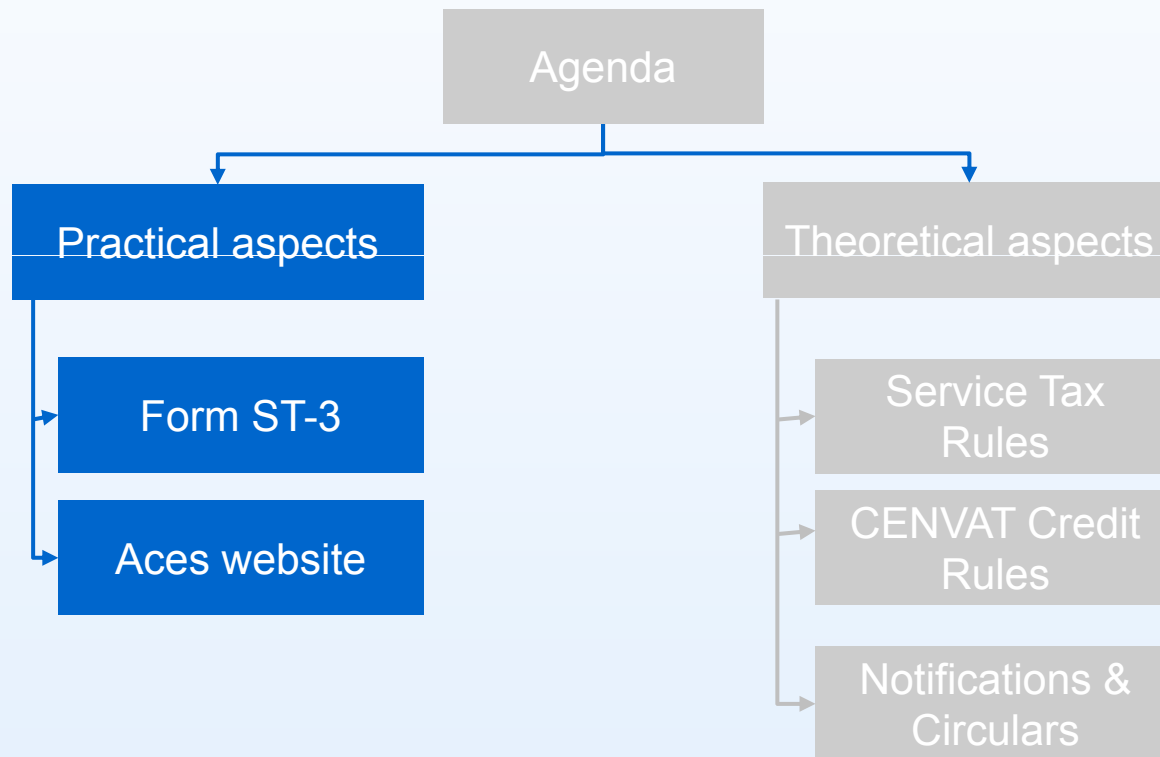 Agenda
Practical aspects
Theoretical aspects
Form ST-3
Aces website
Service Tax
Rules
CENVAT Credit
Rules
Notifications &
Circulars